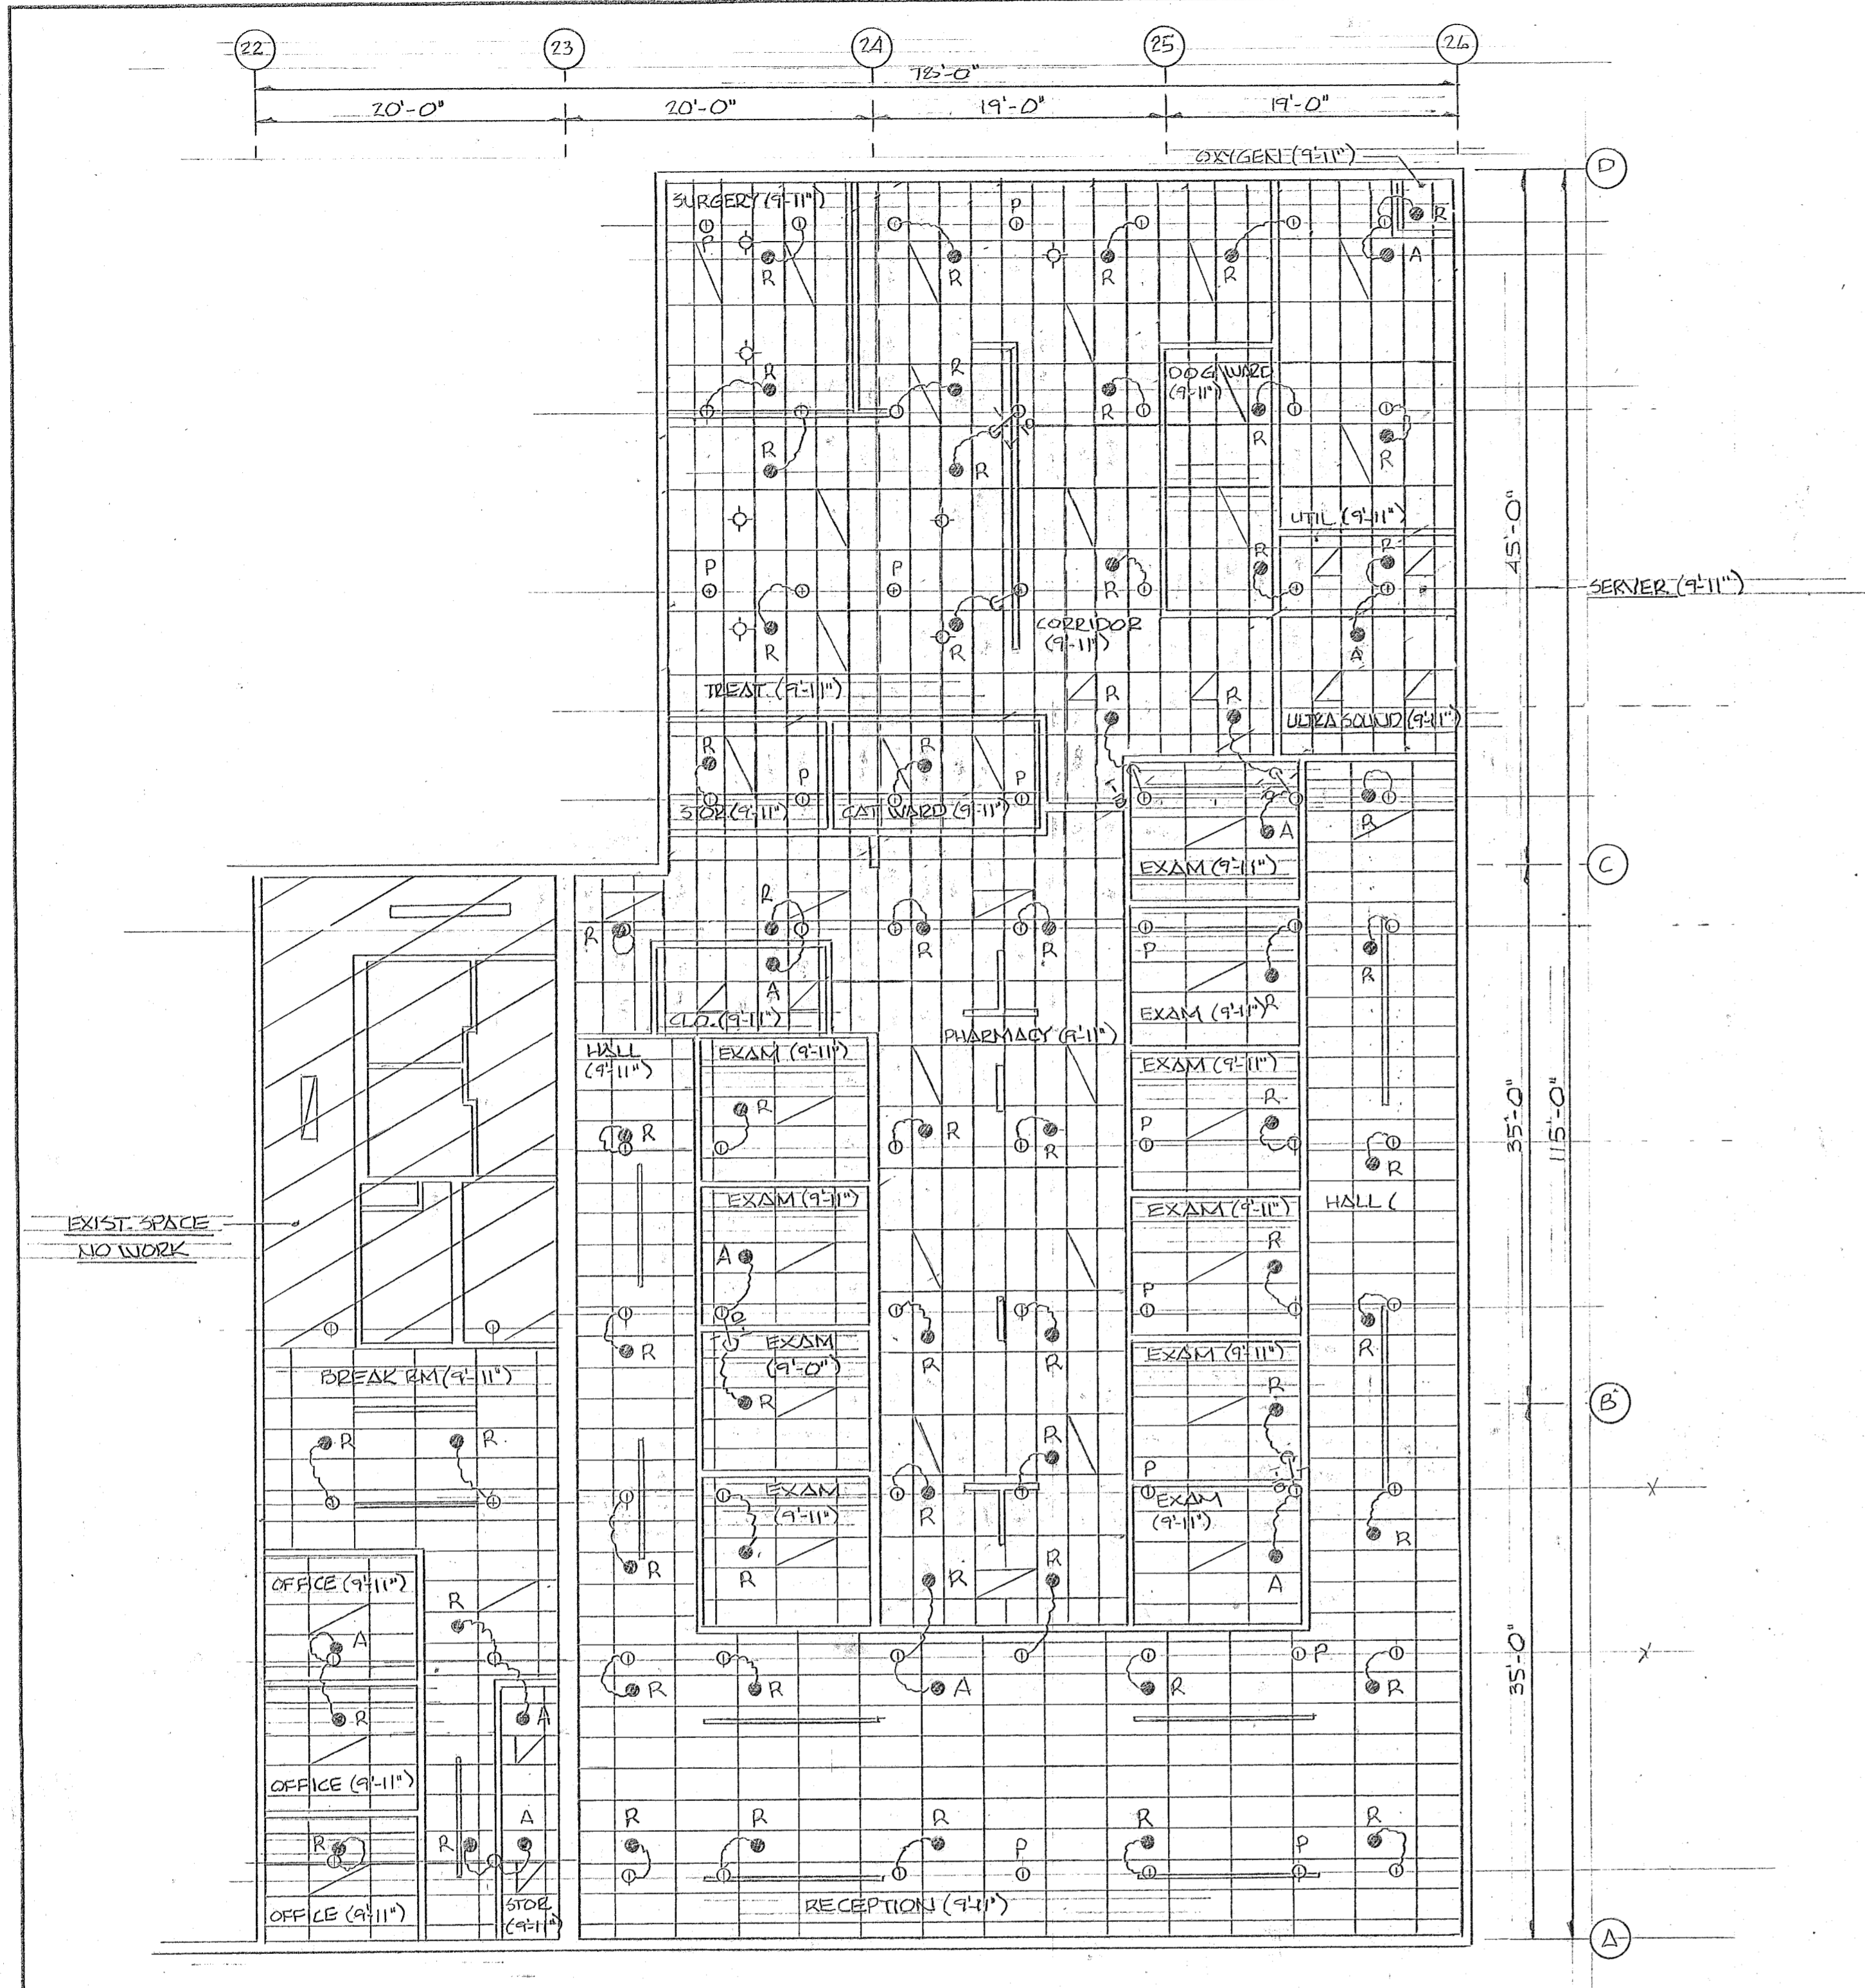 22 23 24 25 26
78'-0"
20'-0" 20'-0" 19'-0" 19'-0"
OXYGEN (9'-11")
D
SURGERY (9'-11")
P
R
P
R
R
R
R
A
R
R
R
DOG WARD
(9'-11")
R
R
R
R
UTIL. (9'-11")
45'-0"
P
P
R
R
R
SERVER (9'-11")
R
R
CORRIDOR
(9'-11")
A
TREAT. (9'-11")
R
R
ULTRA SOUND (9'-11")
R
P
R
P
STOR. (9'-11")
CAT WARD (9'-11")
A
R
EXAM (9'-11")
C
R
R
R
R
P
R
A
CLO. (9'-11")
EXAM (9'-11")
R
HALL
(9'-11")
EXAM (9'-11")
PHARMACY (9'-11")
EXAM (9'-11")
R
R
R
R
R
P
R
R
35'-0"
115'-0"
EXIST. SPACE
NO WORK
EXAM (9'-11")
EXAM (9'-11")
HALL (
A
R
P
R
R
R
R
EXAM
(9'-0")
EXAM (9'-11")
BREAK RM (9'-11")
R
R
B
R
R
R
P
EXAM
(9'-11")
EXAM
(9'-11")
X
R
R
R
R
R
R
R
A
OFFICE (9'-11")
R
A
P
X
R
R
A
R
R
R
A
35'-0"
OFFICE (9'-11")
R
R
A
R
R
R
P
R
P
R
OFFICE (9'-11")
STOR
(9'-11")
RECEPTION (9'-11")
A